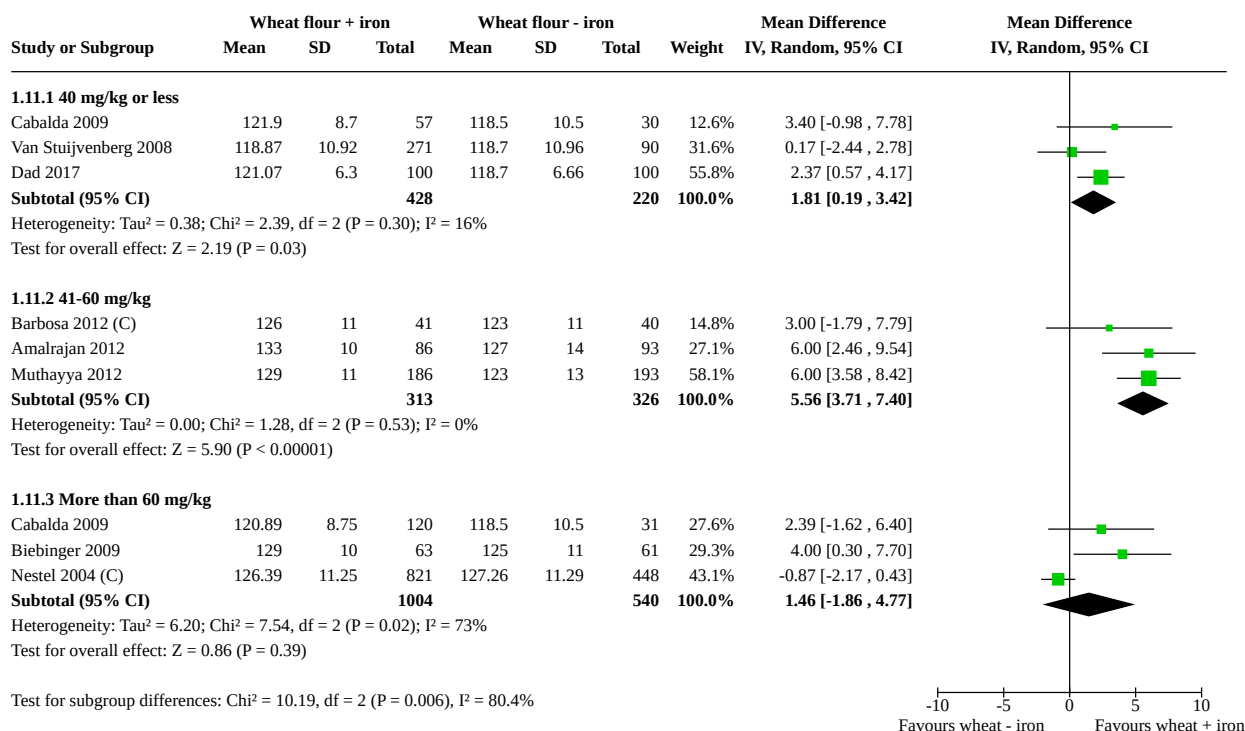 Wheat flour + iron Wheat flour - iron Mean Difference Mean Difference
Study or Subgroup Mean SD Total Mean SD Total Weight IV, Random, 95% CI IV, Random, 95% CI
1.11.1 40 mg/kg or less
Cabalda 2009 121.9 8.7 57 118.5 10.5 30 12.6% 3.40 [-0.98 , 7.78]
Van Stuijvenberg 2008 118.87 10.92 271 118.7 10.96 90 31.6% 0.17 [-2.44 , 2.78]
Dad 2017 121.07 6.3 100 118.7 6.66 100 55.8% 2.37 [0.57 , 4.17]
Subtotal (95% CI) 428 220 100.0% 1.81 [0.19 , 3.42]
Heterogeneity: Tau² = 0.38; Chi² = 2.39, df = 2 (P = 0.30); I² = 16%
Test for overall effect: Z = 2.19 (P = 0.03)
1.11.2 41-60 mg/kg
Barbosa 2012 (C) 126 11 41 123 11 40 14.8% 3.00 [-1.79 , 7.79]
Amalrajan 2012 133 10 86 127 14 93 27.1% 6.00 [2.46 , 9.54]
Muthayya 2012 129 11 186 123 13 193 58.1% 6.00 [3.58 , 8.42]
Subtotal (95% CI) 313 326 100.0% 5.56 [3.71 , 7.40]
Heterogeneity: Tau² = 0.00; Chi² = 1.28, df = 2 (P = 0.53); I² = 0%
Test for overall effect: Z = 5.90 (P < 0.00001)
1.11.3 More than 60 mg/kg
Cabalda 2009 120.89 8.75 120 118.5 10.5 31 27.6% 2.39 [-1.62 , 6.40]
Biebinger 2009 129 10 63 125 11 61 29.3% 4.00 [0.30 , 7.70]
Nestel 2004 (C) 126.39 11.25 821 127.26 11.29 448 43.1% -0.87 [-2.17 , 0.43]
Subtotal (95% CI) 1004 540 100.0% 1.46 [-1.86 , 4.77]
Heterogeneity: Tau² = 6.20; Chi² = 7.54, df = 2 (P = 0.02); I² = 73%
Test for overall effect: Z = 0.86 (P = 0.39)
Test for subgroup differences: Chi² = 10.19, df = 2 (P = 0.006), I² = 80.4%
-10 -5 0 5 10
Favours wheat - iron Favours wheat + iron